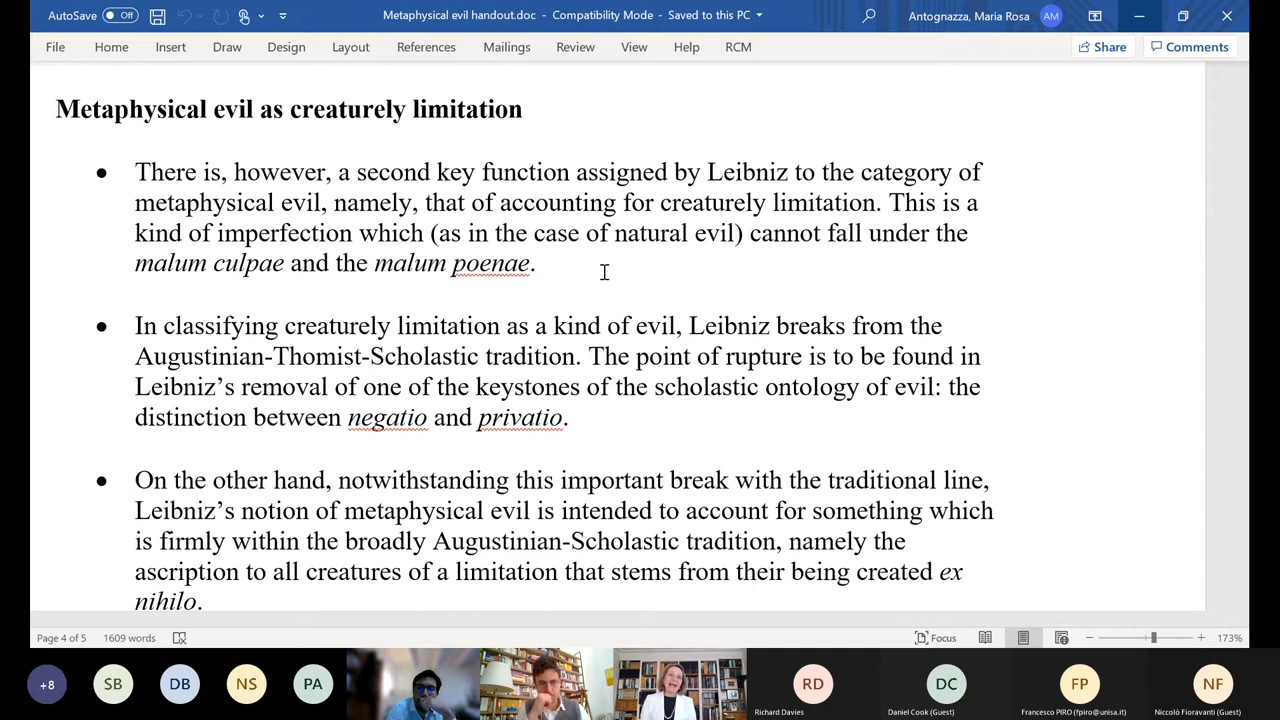 AutoSave Off Metaphysical evil handout.doc - Compatibility Mode - Saved to this PC Antognazza, Maria Rosa AM
File Home Insert Draw Design Layout References Mailings Review View Help RCM Share Comments
Metaphysical evil as creaturely limitation
• There is, however, a second key function assigned by Leibniz to the category of
metaphysical evil, namely, that of accounting for creaturely limitation. This is a
kind of imperfection which (as in the case of natural evil) cannot fall under the
malum culpae and the malum poenae.
• In classifying creaturely limitation as a kind of evil, Leibniz breaks from the
Augustinian-Thomist-Scholastic tradition. The point of rupture is to be found in
Leibniz’s removal of one of the keystones of the scholastic ontology of evil: the
distinction between negatio and privatio.
• On the other hand, notwithstanding this important break with the traditional line,
Leibniz’s notion of metaphysical evil is intended to account for something which
is firmly within the broadly Augustinian-Scholastic tradition, namely the
ascription to all creatures of a limitation that stems from their being created ex
nihilo.
Page 4 of 5 1609 words Focus 173%
+8 SB DB NS PA RD DC FP NF
Richard Davies Daniel Cook (Guest) Francesco PIRO (fpiro@unisa.it) Niccolò Fioravanti (Guest)